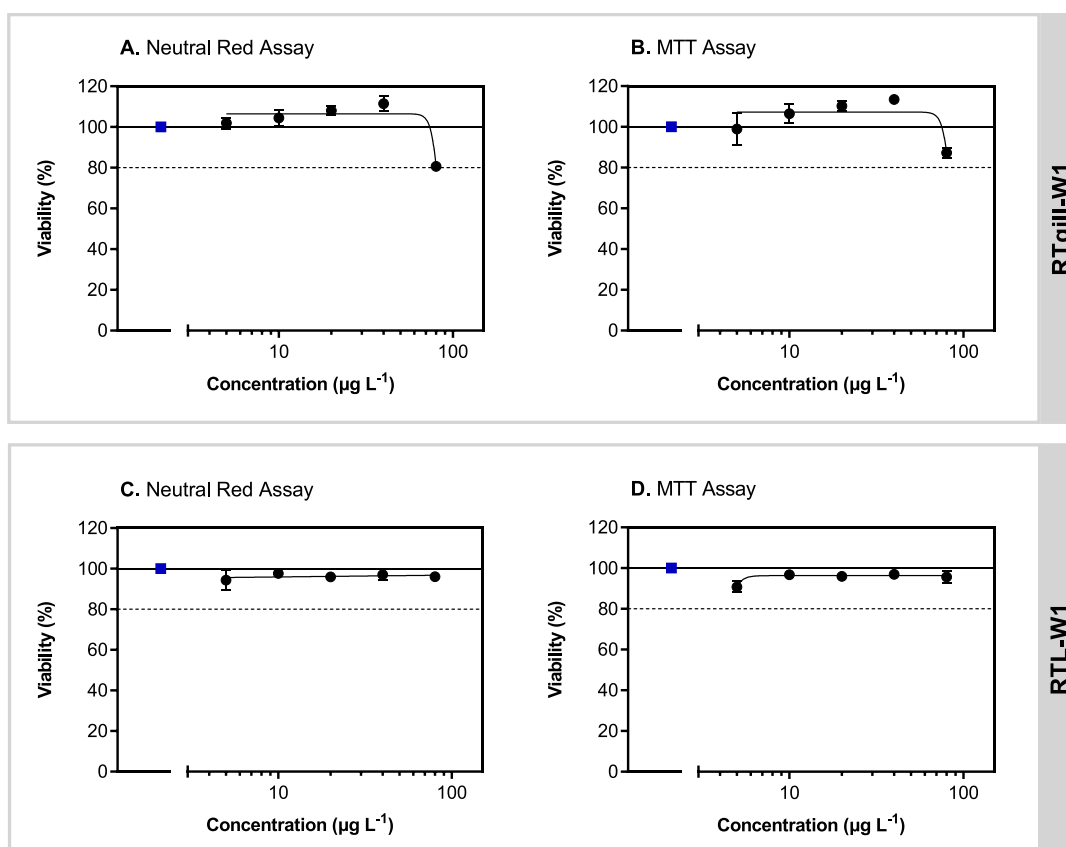 A. Neutral Red Assay
120
100
80
60
40
20
0
Viability (%)
10
100
Concentration (µg L⁻¹)
B. MTT Assay
120
100
80
60
40
20
0
Viability (%)
10
100
Concentration (µg L⁻¹)
RTgill-W1
C. Neutral Red Assay
120
100
80
60
40
20
0
Viability (%)
10
100
Concentration (µg L⁻¹)
D. MTT Assay
120
100
80
60
40
20
0
Viability (%)
10
100
Concentration (µg L⁻¹)
RTL-W1